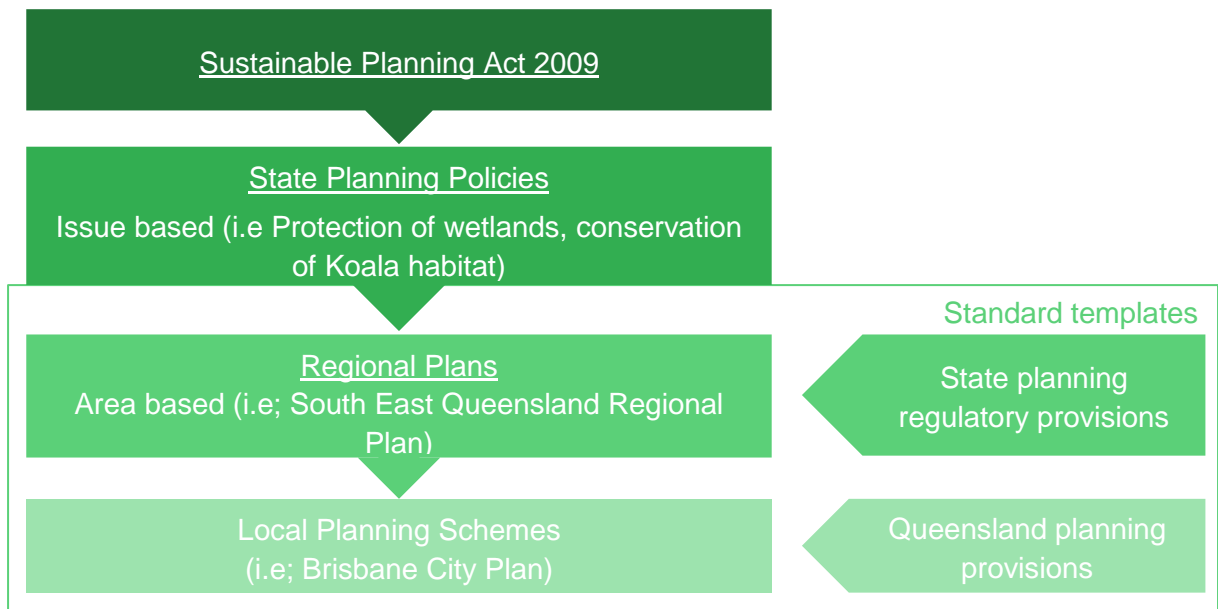 Sustainable Planning Act 2009
State Planning Policies
Issue based (i.e Protection of wetlands, conservation
of Koala habitat)
Standard templates
Regional Plans
Area based (i.e; South East Queensland Regional
Plan)
State planning
regulatory provisions
Local Planning Schemes
(i.e; Brisbane City Plan)
Queensland planning
provisions